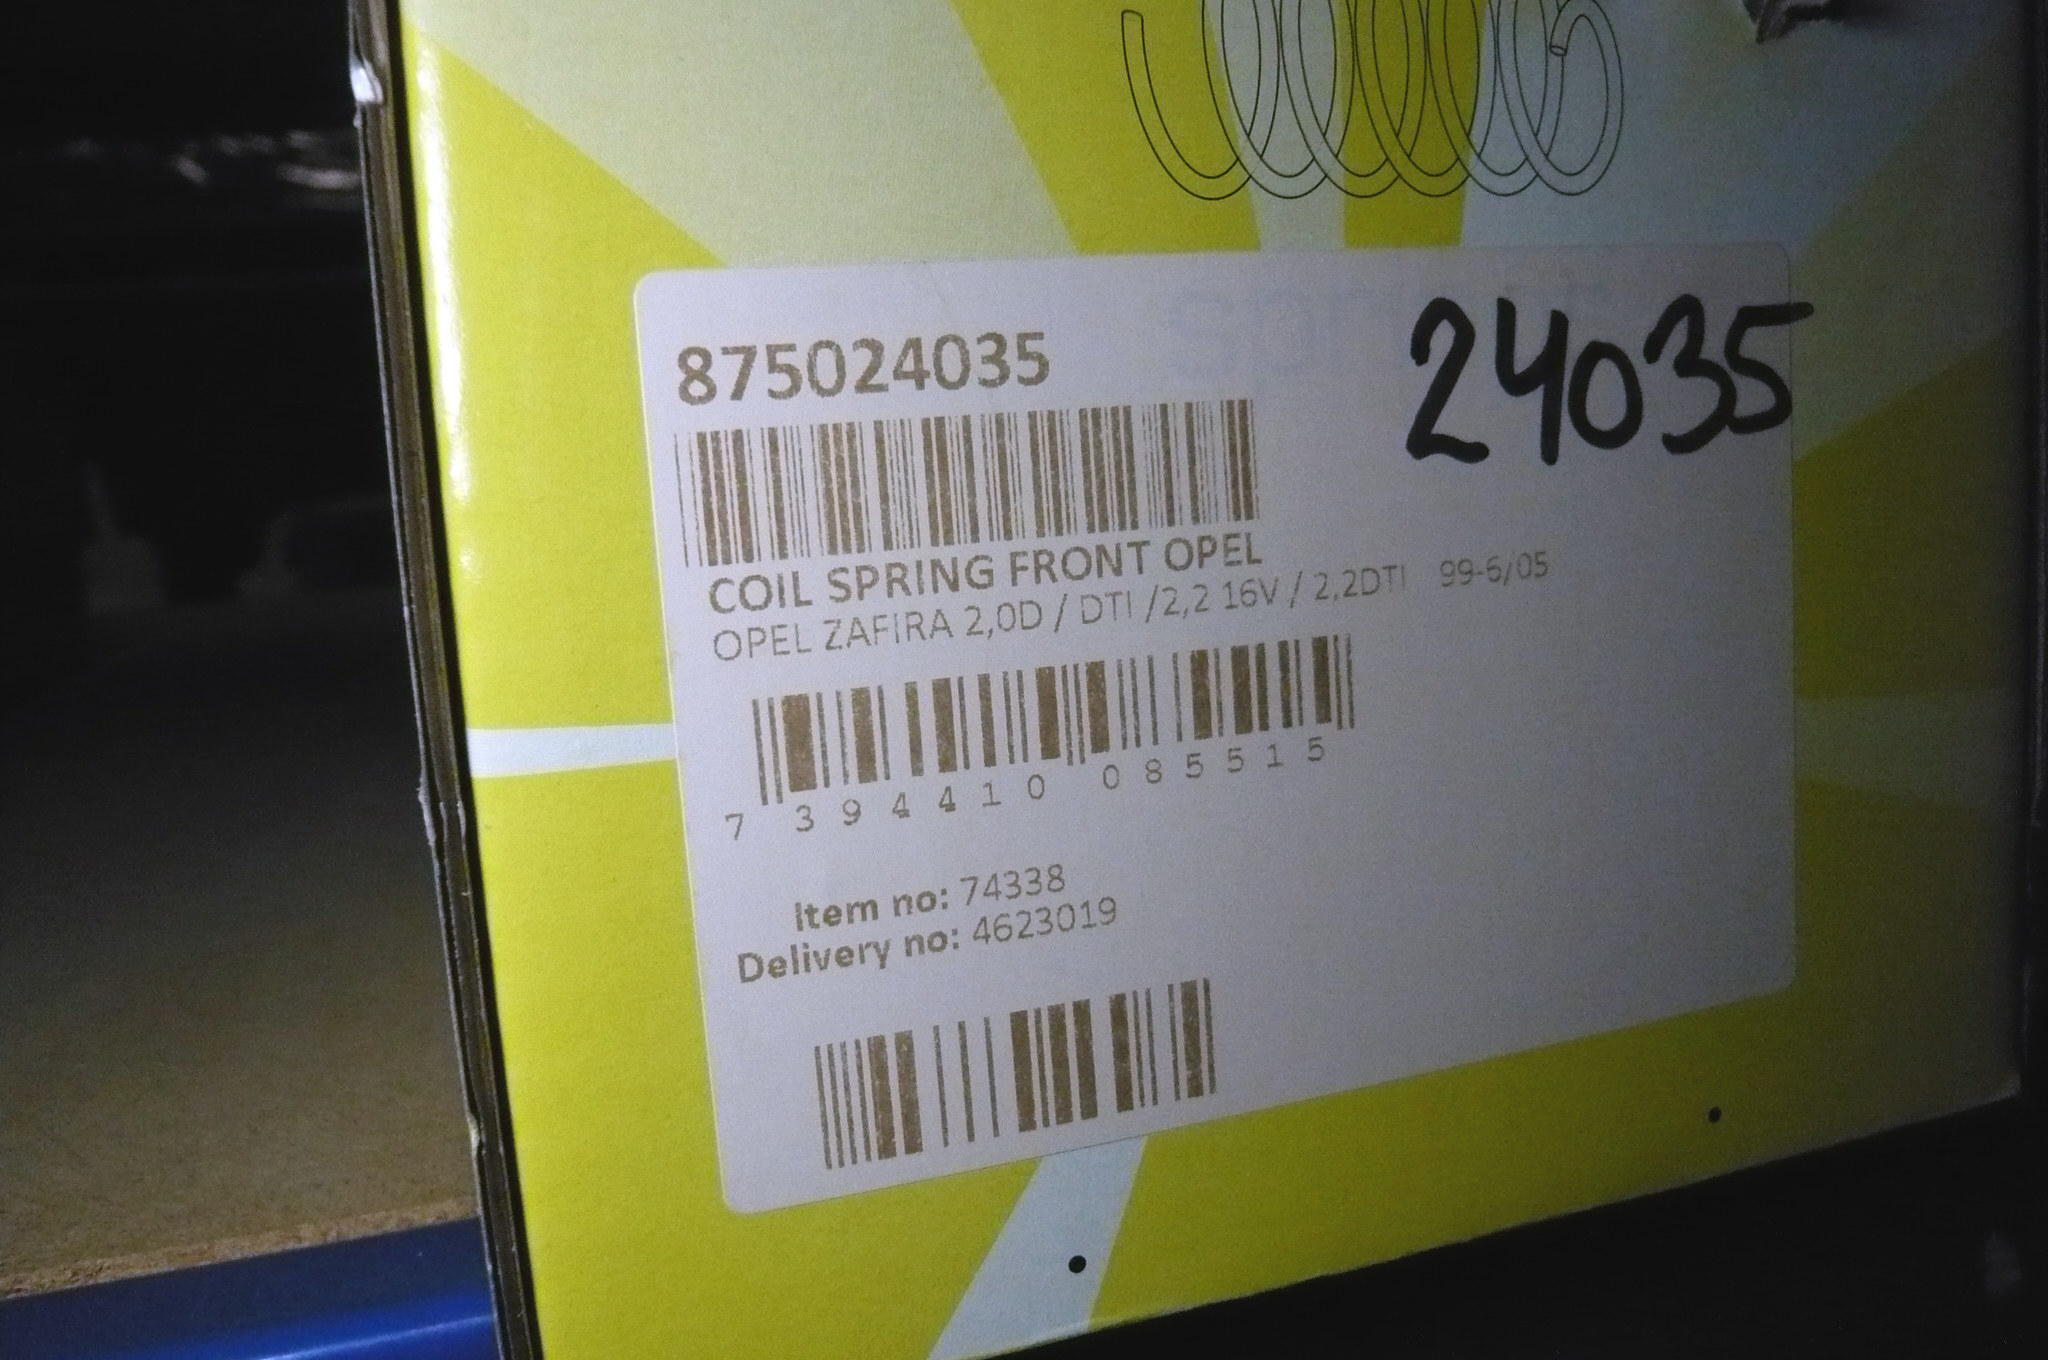 875024035
24035
COIL SPRING FRONT OPEL
OPEL ZAFIRA 2,0D / DTI /2,2 16V / 2,2DTI 99-6/05
7 394410 085515
Item no: 74338
Delivery no: 4623019